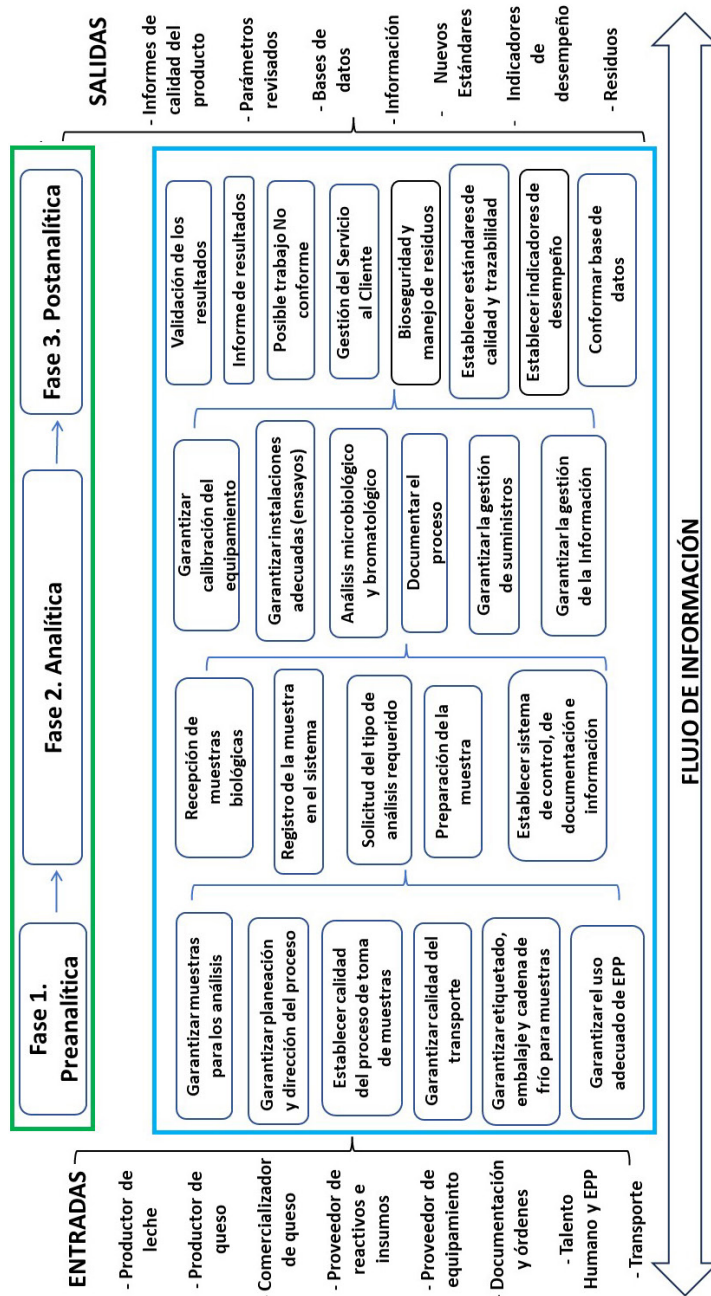 ENTRADAS
- Productor de
leche
- Productor de
queso
- Comercializador
de queso
- Proveedor de
reactivos e
insumos
- Proveedor de
equipamiento
- Documentación
y órdenes
- Talento
Humano y EPP
- Transporte
Fase 1.
Preanalítica
Fase 2. Analítica
Fase 3. Postanalítica
Garantizar muestras
para los análisis
Garantizar planeación
y dirección del proceso
Establecer calidad
del proceso de toma
de muestras
Garantizar calidad del
transporte
Garantizar etiquetado,
embalaje y cadena de
frío para muestras
Garantizar el uso
adecuado de EPP
Recepción de
muestras
biológicas
Registro de la muestra
en el sistema
Solicitud del tipo de
análisis requerido
Preparación de la
muestra
Establecer sistema
de control, de
documentación e
información
Garantizar
calibración del
equipamiento
Garantizar instalaciones
adecuadas (ensayos)
Análisis microbiológico
y bromatológico
Documentar el
proceso
Garantizar la gestión
de suministros
Garantizar la gestión
de la Información
Validación de los
resultados
Informe de resultados
Posible trabajo No
conforme
Gestión del Servicio
al Cliente
Bioseguridad y
manejo de residuos
Establecer estándares de
calidad y trazabilidad
Establecer indicadores de
desempeño
Conformar base de
datos
SALIDAS
- Informes de
calidad del
producto
- Parámetros
revisados
- Bases de
datos
- Información
- Nuevos
Estándares
- Indicadores
de
desempeño
- Residuos
FLUJO DE INFORMACIÓN